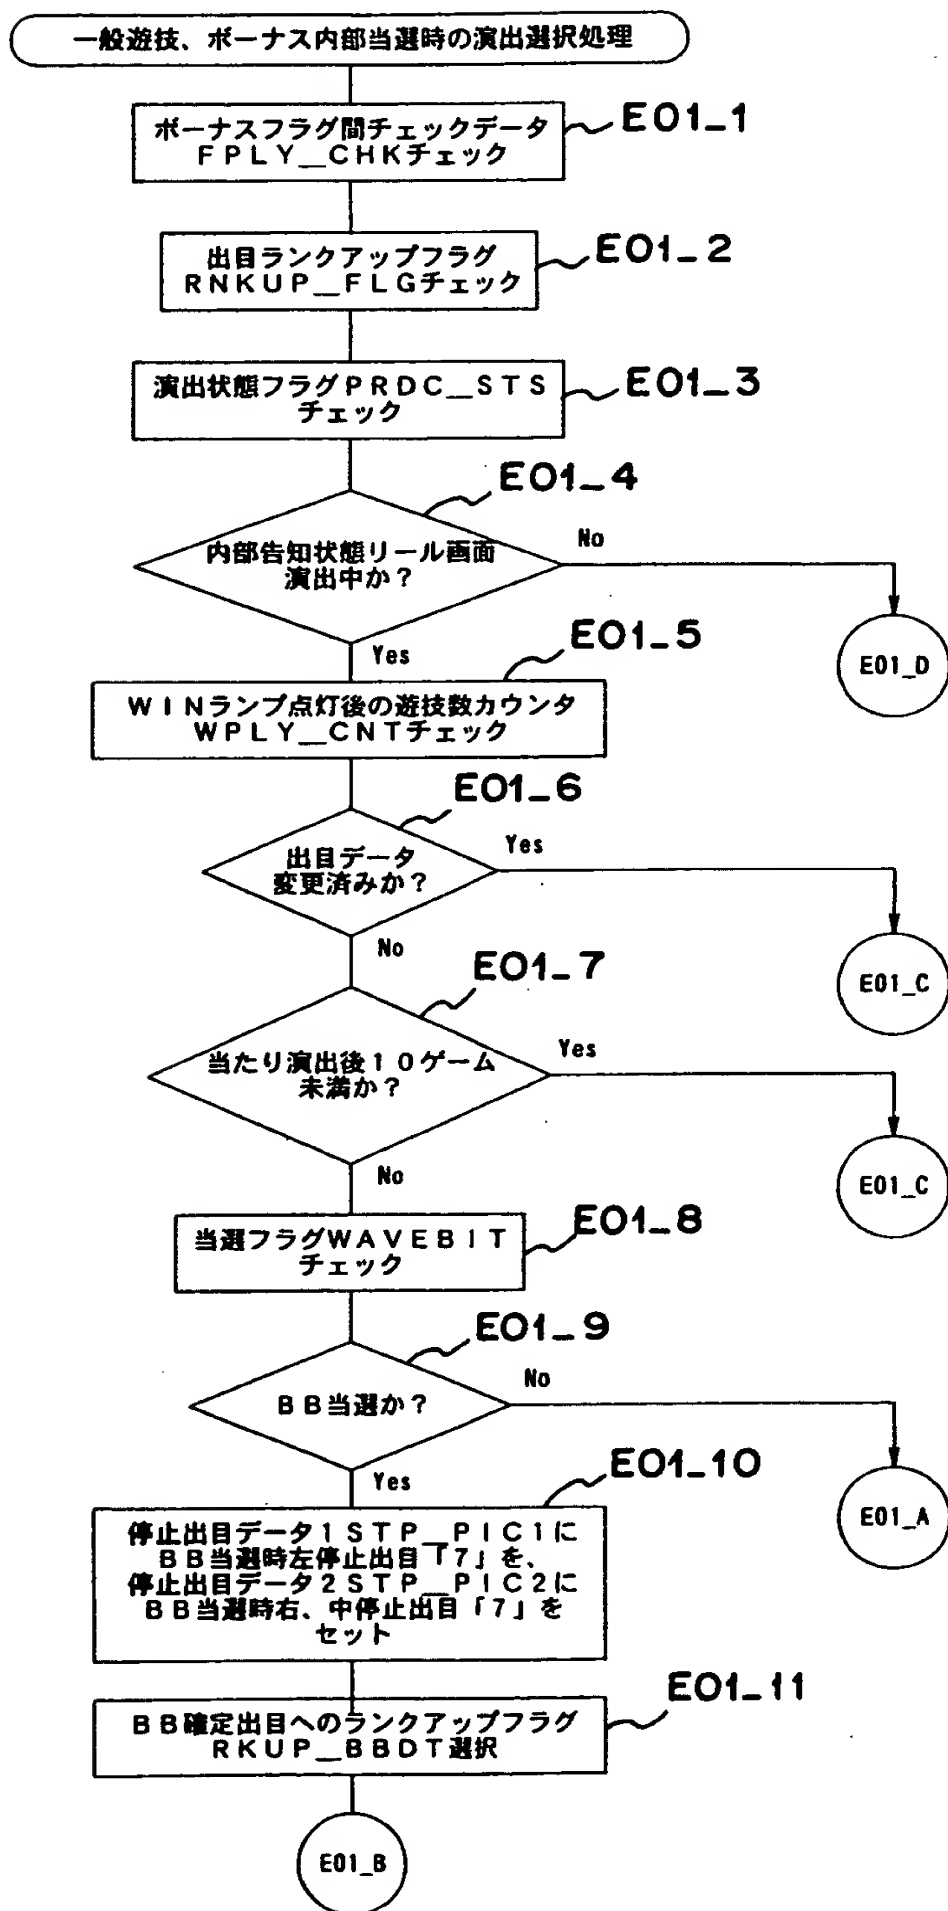 一般遊技、ボーナス内部当選時の演出選択処理
ボーナスフラグ間チェックデータ
FPLY__CHKチェック
E01_1
出目ランクアップフラグ
RNKUP__FLGチェック
E01_2
演出状態フラグPRDC__STS
チェック
E01_3
E01_4
内部告知状態リール画面
演出中か?
No
E01_D
Yes
E01_5
WINランプ点灯後の遊技数カウンタ
WPLY__CNTチェック
E01_6
出目データ
変更済みか?
Yes
E01_C
No
E01_7
当たり演出後10ゲーム
未満か?
Yes
E01_C
No
E01_8
当選フラグWAVEBIT
チェック
E01_9
BB当選か?
No
E01_A
Yes
E01_10
停止出目データ1STP__PIC1に
BB当選時左停止出目「7」を、
停止出目データ2STP__PIC2に
BB当選時右、中停止出目「7」を
セット
E01_11
BB確定出目へのランクアップフラグ
RKUP__BBDT選択
E01_B